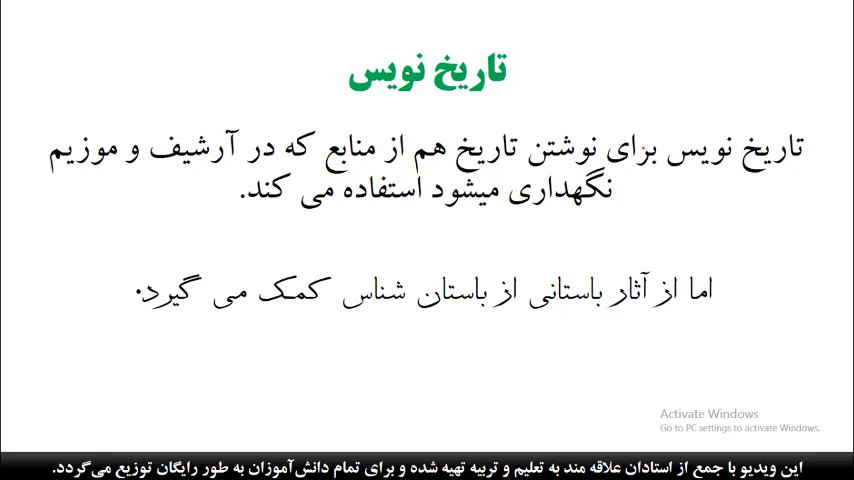 تاریخ نویس
تاریخ نویس برای نوشتن تاریخ هم از منابع که در آرشیف و موزیم
نگهداری میشود استفاده می کند.
اما از آثار باستانی از باستان شناس کمک می گیرد.
Activate Windows
Go to PC settings to activate Windows.
این ویدیو با جمع از استادان علاقه مند به تعلیم و تربیه تهیه شده و برای تمام دانش‌آموزان به طور رایگان توزیع می‌گردد.